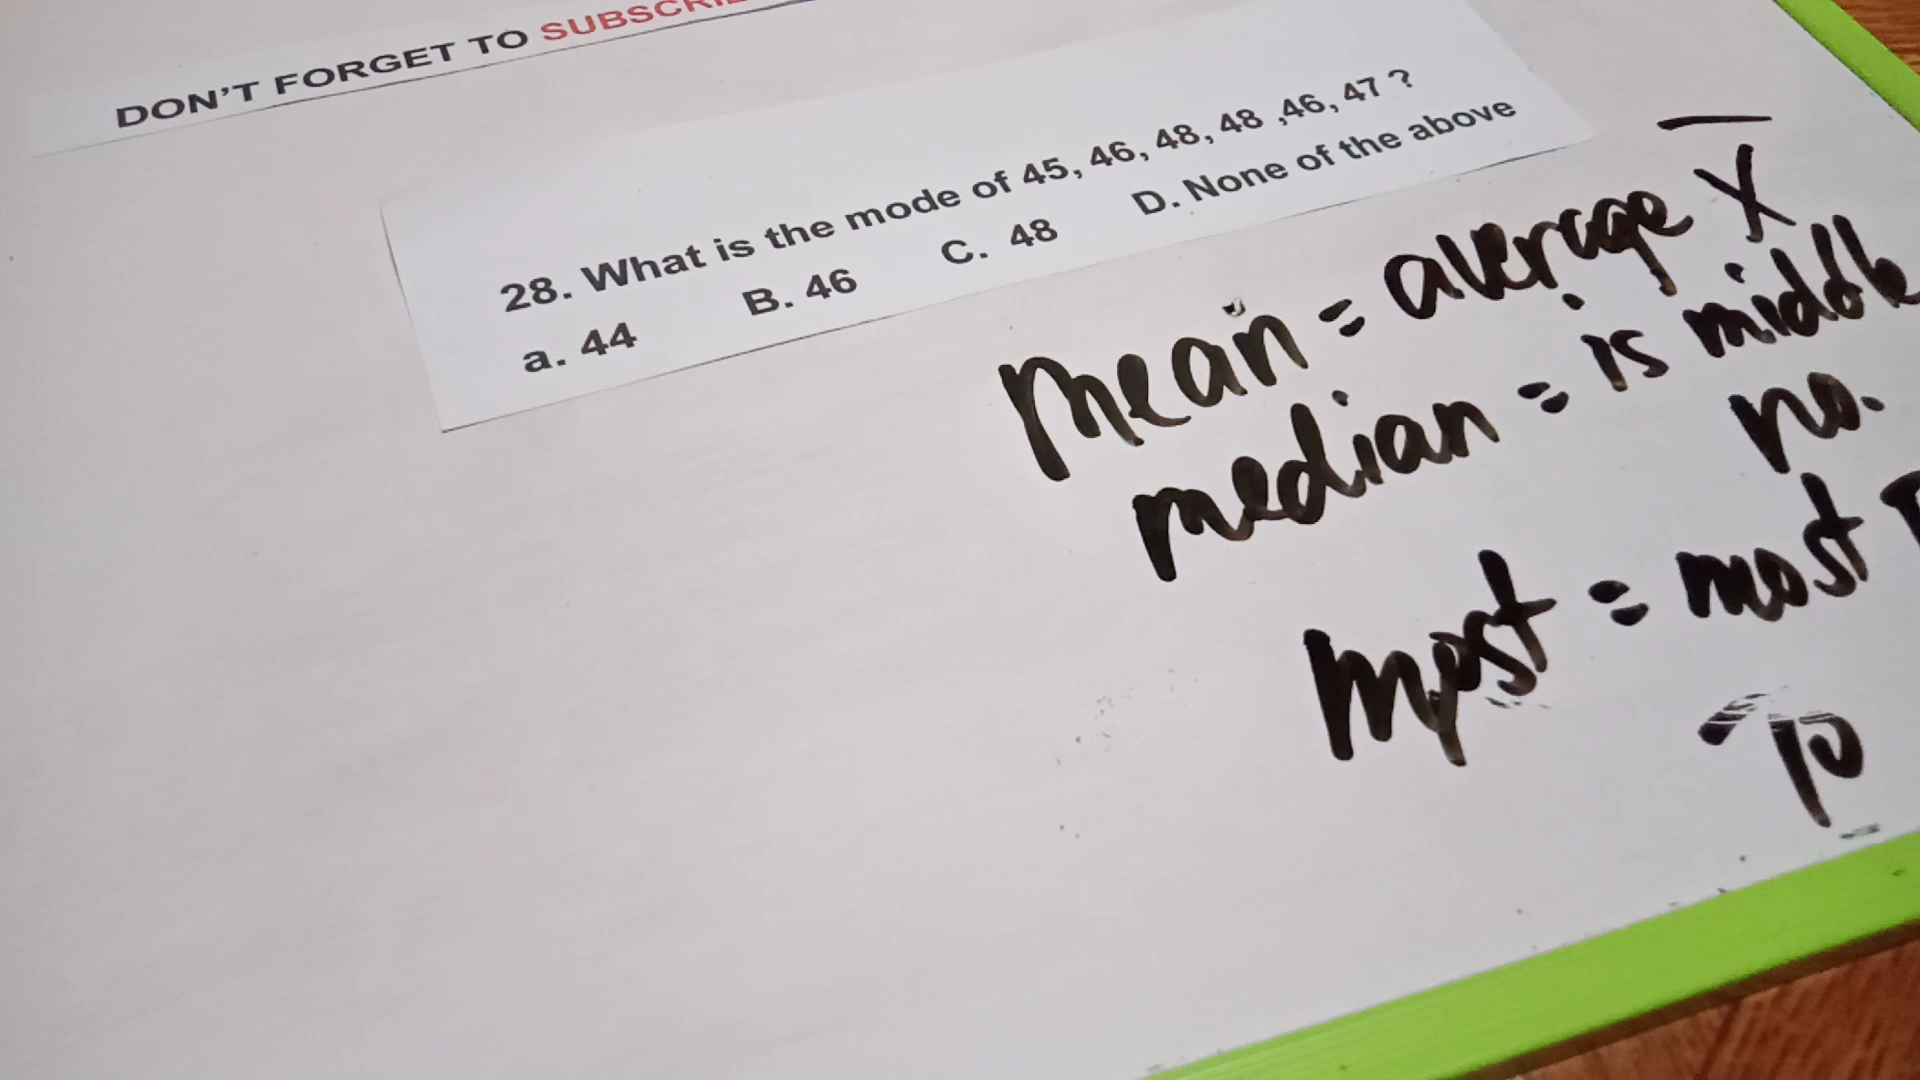 DON'T FORGET TO
28. What is the mode of 45, 46, 48, 48 ,46, 47 ?
a. 44 B. 46 C. 48 D. None of the above
mean = average X
median = is middle
no.
most = most